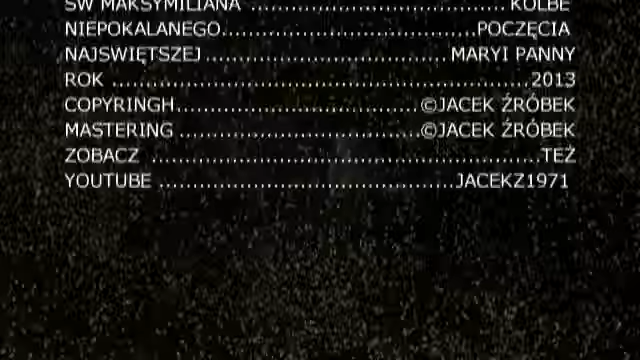 ŚW MAKSYMILIANA ................................ KOLBE
NIEPOKALANEGO................................POCZĘCIA
NAJSWIĘTSZEJ .............................. MARYI PANNY
ROK .....................................................2013
COPYRINGH..............................©JACEK ŹRÓBEK
MASTERING ..............................©JACEK ŹRÓBEK
ZOBACZ .................................................TEŻ
YOUTUBE .....................................JACEKZ1971